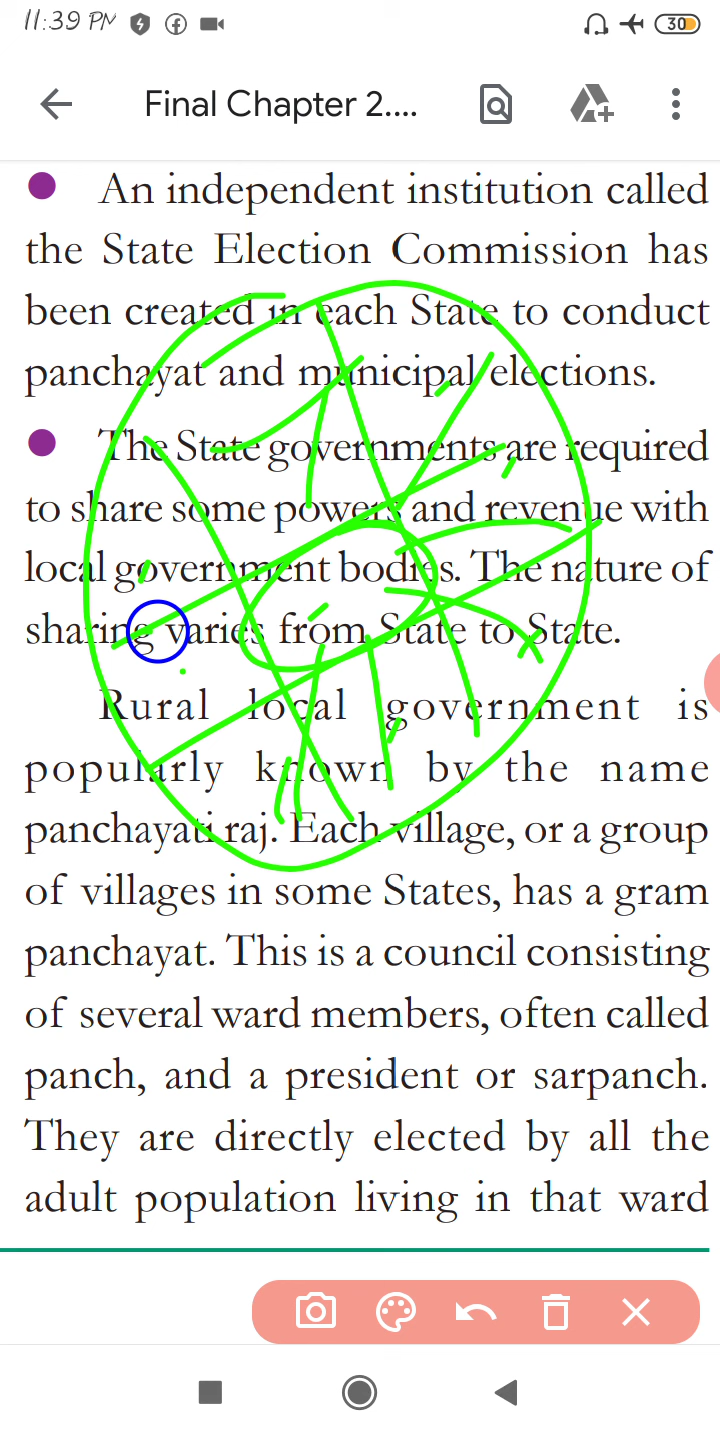 11:39 PM
30
Final Chapter 2....
An independent institution called
the State Election Commission has
been created in each State to conduct
panchayat and municipal elections.
The State governments are required
to share some powers and revenue with
local government bodies. The nature of
sharing varies from State to State.
Rural local government is
popularly known by the name
panchayati raj. Each village, or a group
of villages in some States, has a gram
panchayat. This is a council consisting
of several ward members, often called
panch, and a president or sarpanch.
They are directly elected by all the
adult population living in that ward